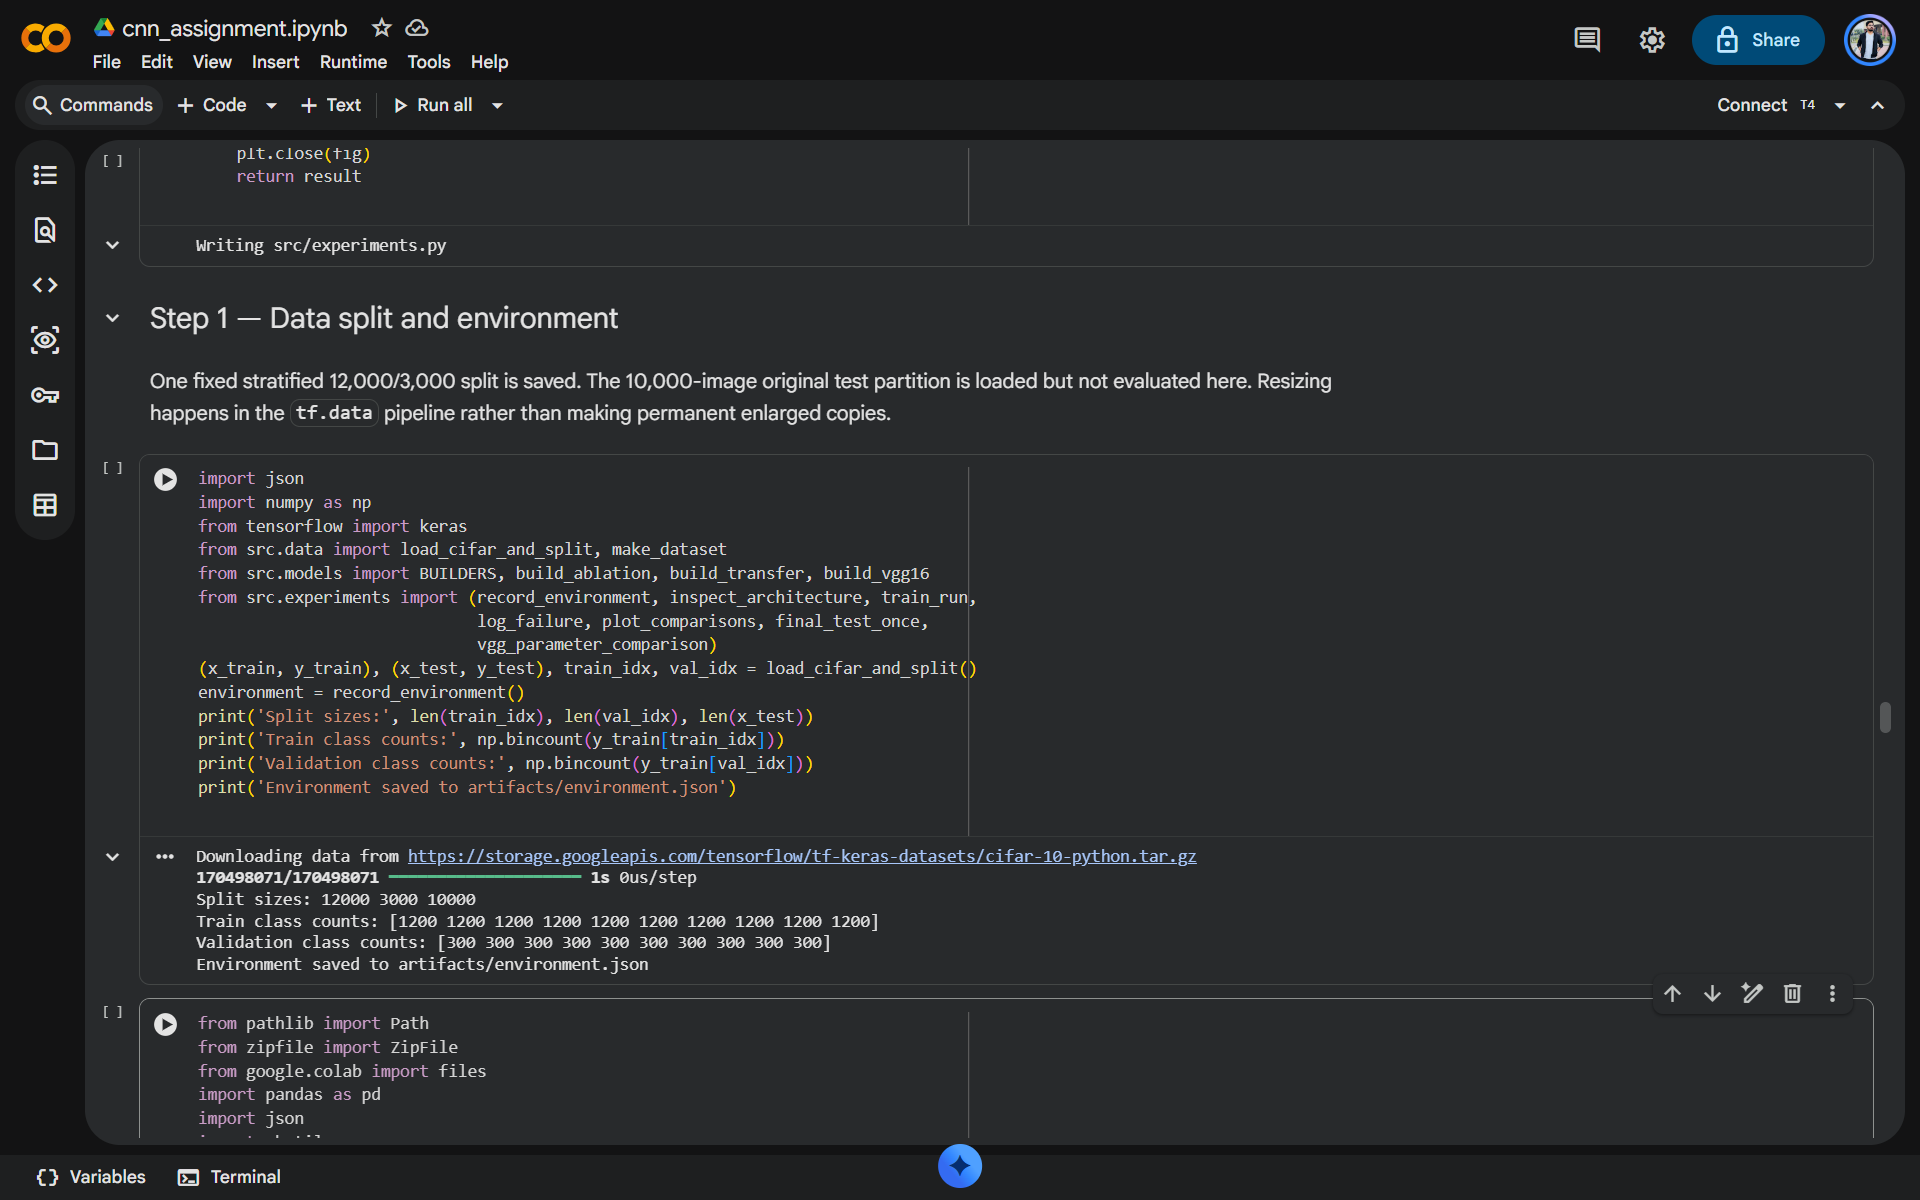 cnn_assignment.ipynb
File Edit View Insert Runtime Tools Help
Share
Commands + Code + Text Run all
Connect T4
[ ]
plt.close(fig)
return result
Writing src/experiments.py
Step 1 — Data split and environment
One fixed stratified 12,000/3,000 split is saved. The 10,000-image original test partition is loaded but not evaluated here. Resizing
happens in the tf.data pipeline rather than making permanent enlarged copies.
[ ]
import json
import numpy as np
from tensorflow import keras
from src.data import load_cifar_and_split, make_dataset
from src.models import BUILDERS, build_ablation, build_transfer, build_vgg16
from src.experiments import (record_environment, inspect_architecture, train_run,
log_failure, plot_comparisons, final_test_once,
vgg_parameter_comparison)
(x_train, y_train), (x_test, y_test), train_idx, val_idx = load_cifar_and_split()
environment = record_environment()
print('Split sizes:', len(train_idx), len(val_idx), len(x_test))
print('Train class counts:', np.bincount(y_train[train_idx]))
print('Validation class counts:', np.bincount(y_train[val_idx]))
print('Environment saved to artifacts/environment.json')
Downloading data from https://storage.googleapis.com/tensorflow/tf-keras-datasets/cifar-10-python.tar.gz
170498071/170498071 ━━━━━━━━━━━━━━━━━━━━ 1s 0us/step
Split sizes: 12000 3000 10000
Train class counts: [1200 1200 1200 1200 1200 1200 1200 1200 1200 1200]
Validation class counts: [300 300 300 300 300 300 300 300 300 300]
Environment saved to artifacts/environment.json
[ ]
from pathlib import Path
from zipfile import ZipFile
from google.colab import files
import pandas as pd
import json
Variables Terminal